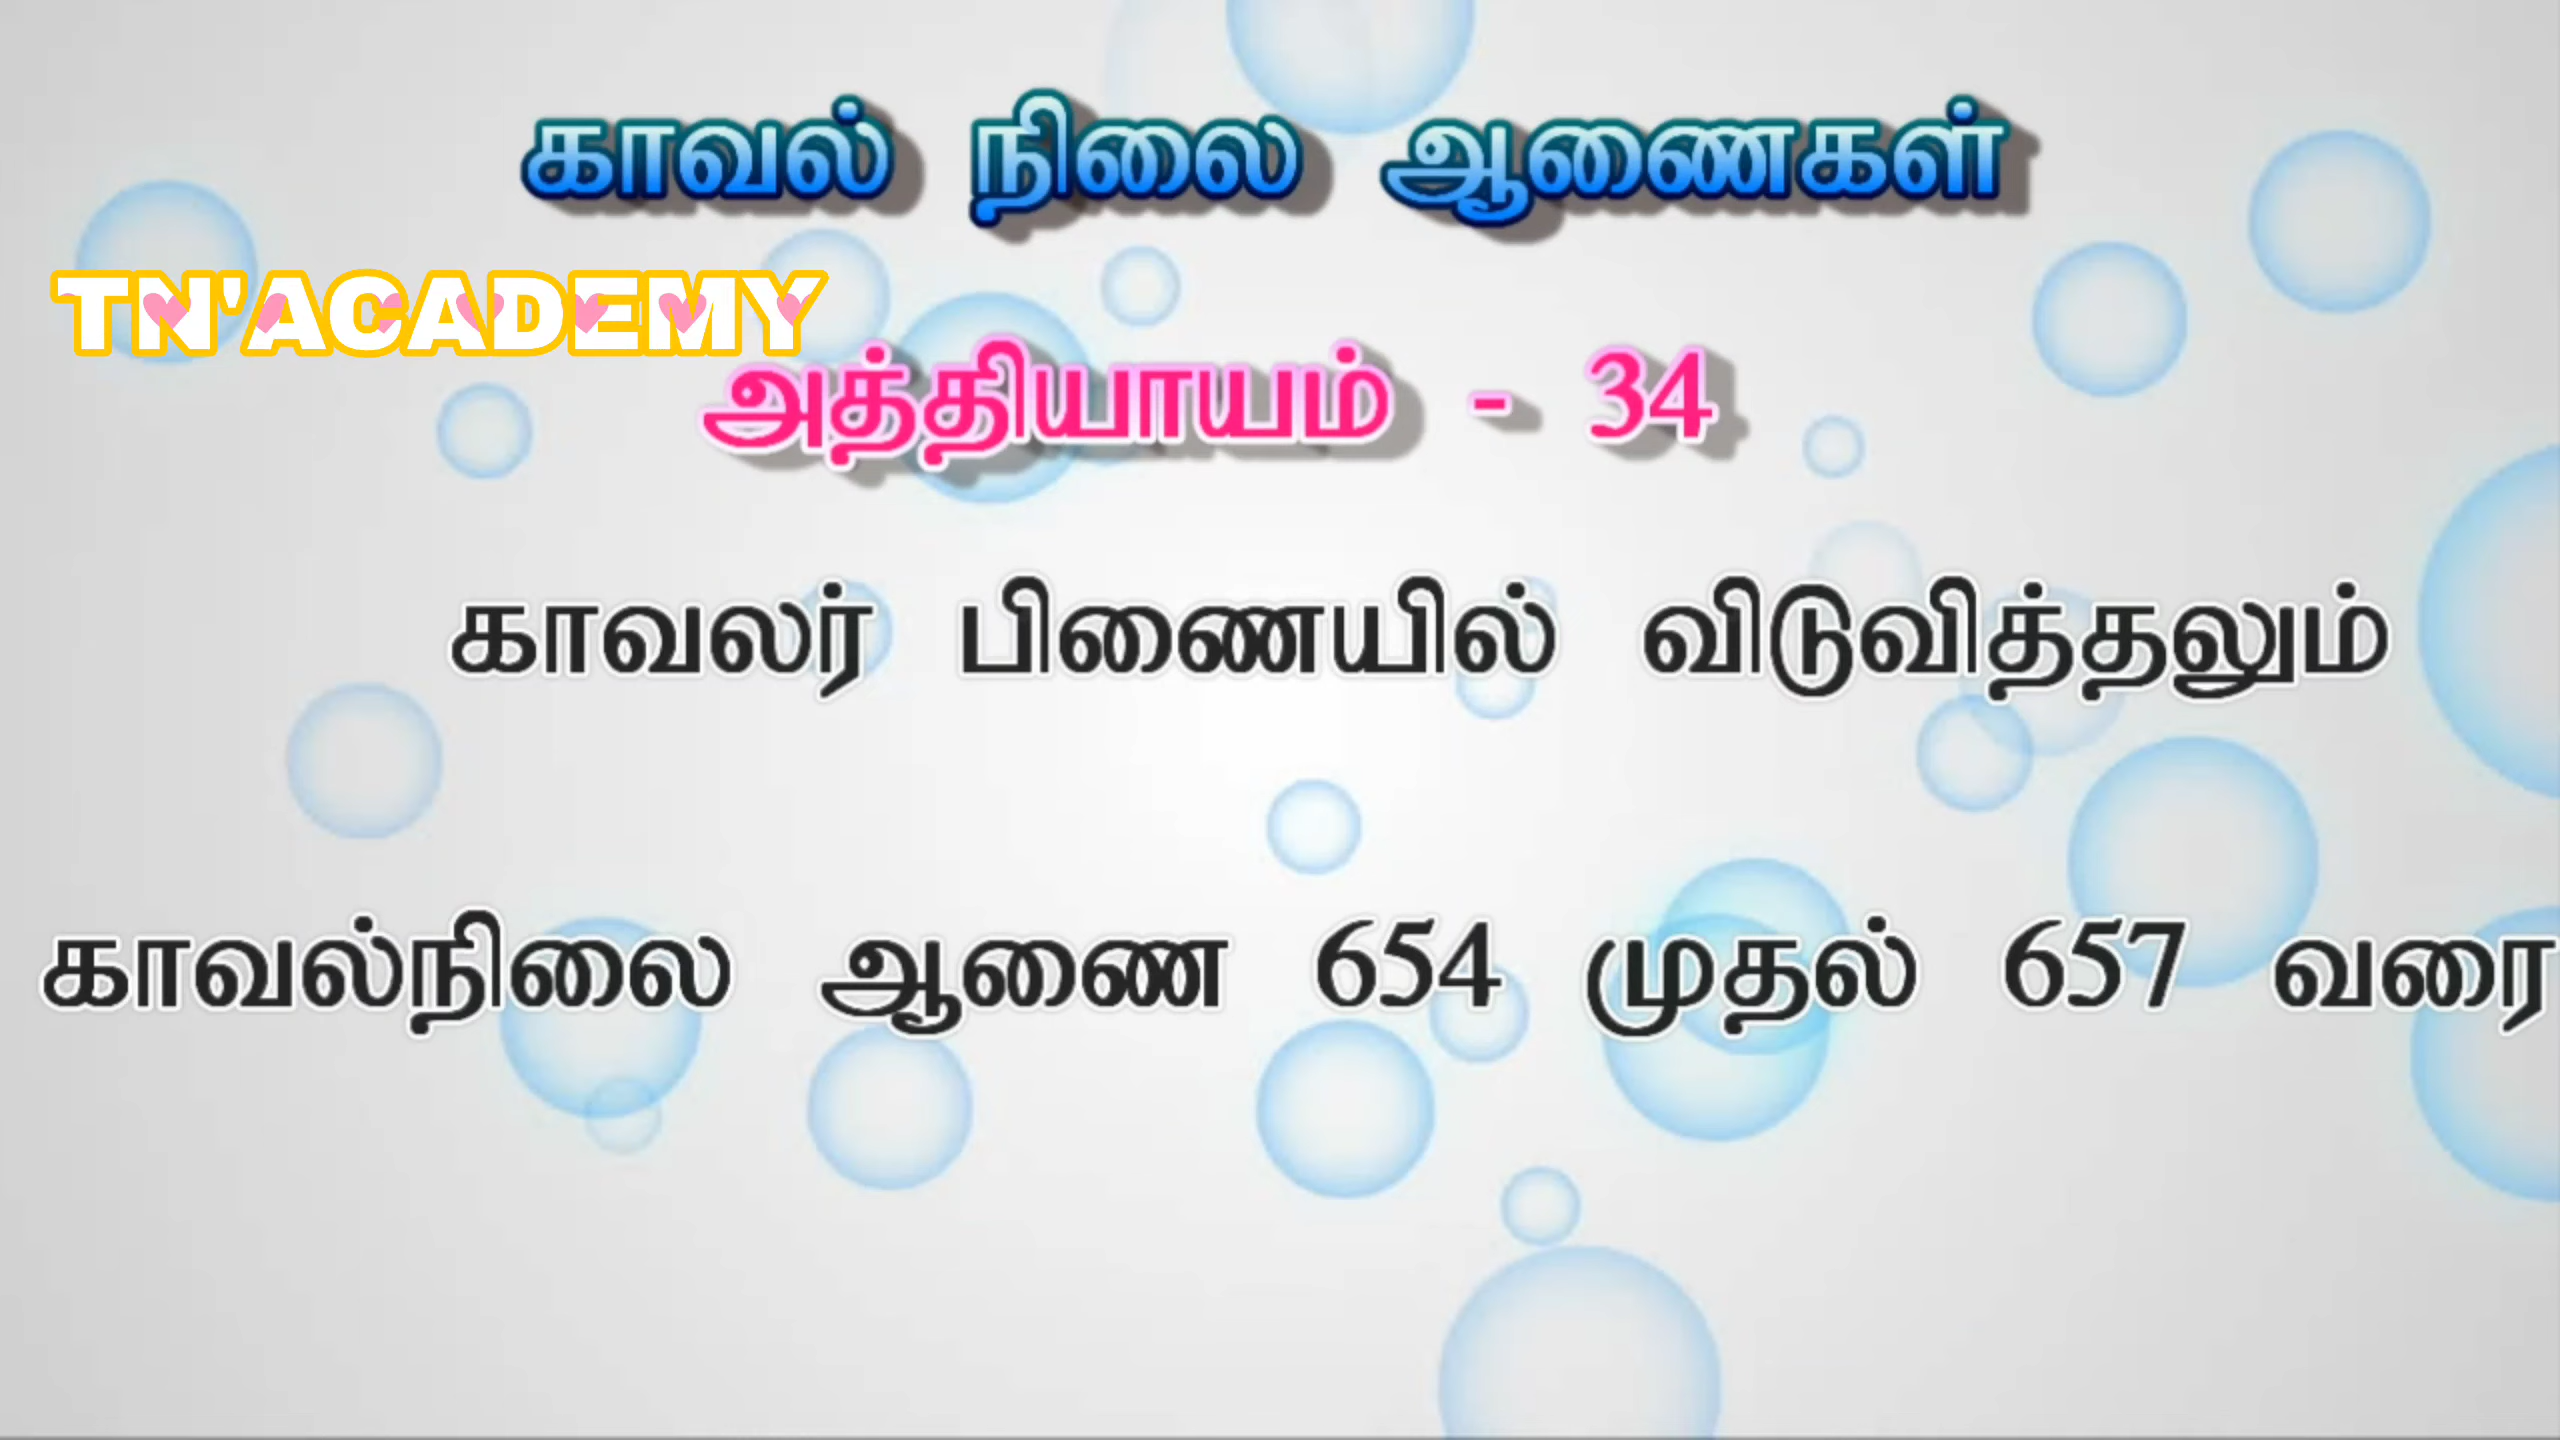 காவல் நிலை ஆணைகள்
TN'ACADEMY
அத்தியாயம் - 34
காவலர் பிணையில் விடுவித்தலும்
காவல்நிலை ஆணை 654 முதல் 657 வரை